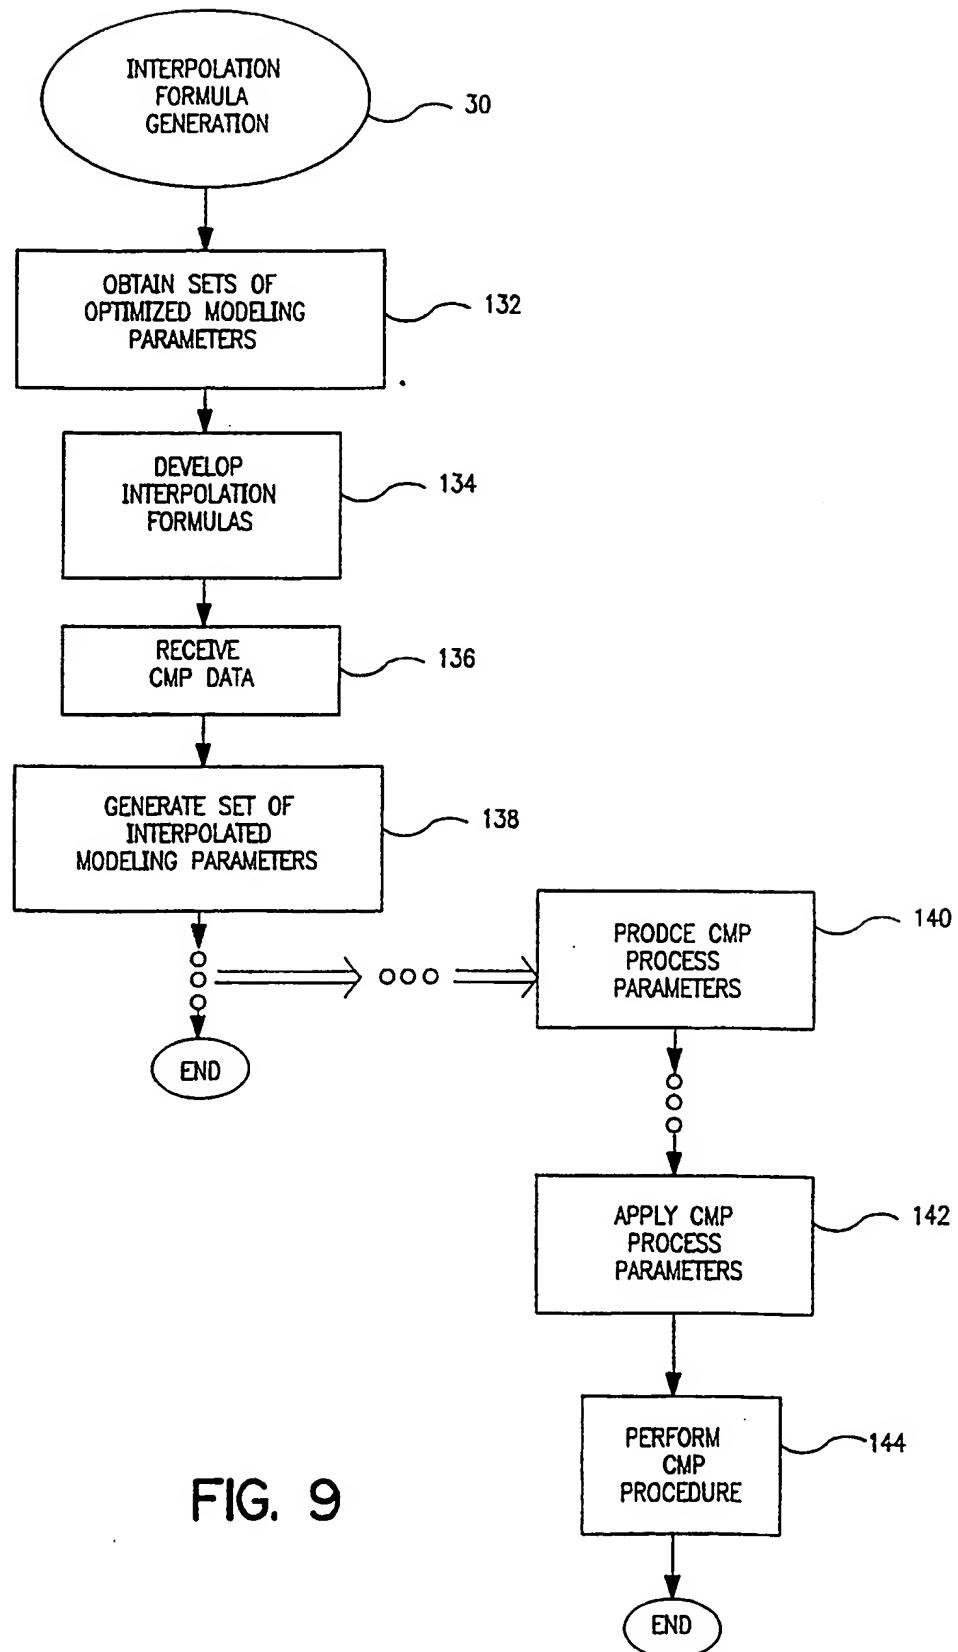 INTERPOLATION
FORMULA
GENERATION
30
OBTAIN SETS OF
OPTIMIZED MODELING
PARAMETERS
132
DEVELOP
INTERPOLATION
FORMULAS
134
RECEIVE
CMP DATA
136
GENERATE SET OF
INTERPOLATED
MODELING PARAMETERS
138
END
PRODCE CMP
PROCESS
PARAMETERS
140
APPLY CMP
PROCESS
PARAMETERS
142
PERFORM
CMP
PROCEDURE
144
END
FIG. 9